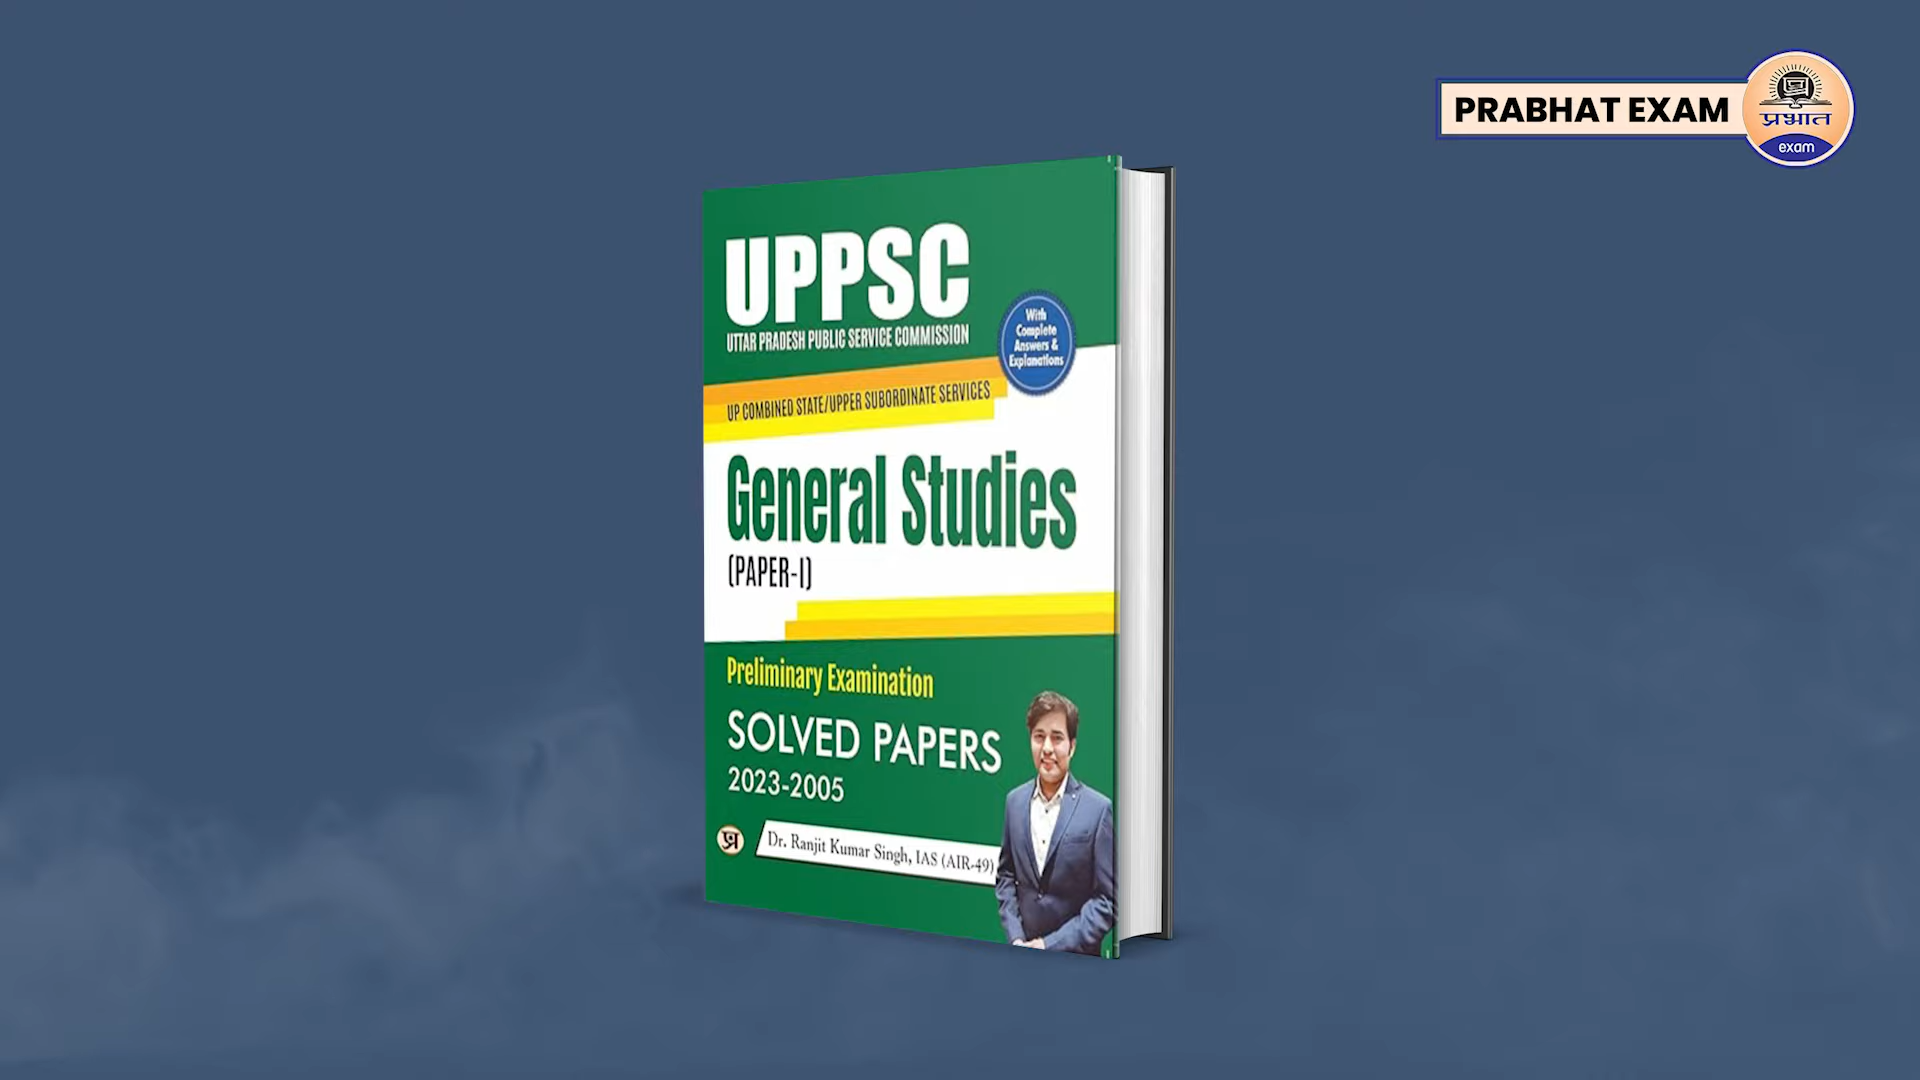 PRABHAT EXAM
प्रभात
exam
UPPSC
UTTAR PRADESH PUBLIC SERVICE COMMISSION
With
Complete
Answers &
Explanations
UP COMBINED STATE/UPPER SUBORDINATE SERVICES
General Studies
(PAPER-I)
Preliminary Examination
SOLVED PAPERS
2023-2005
प्र
Dr. Ranjit Kumar Singh, IAS (AIR-49)